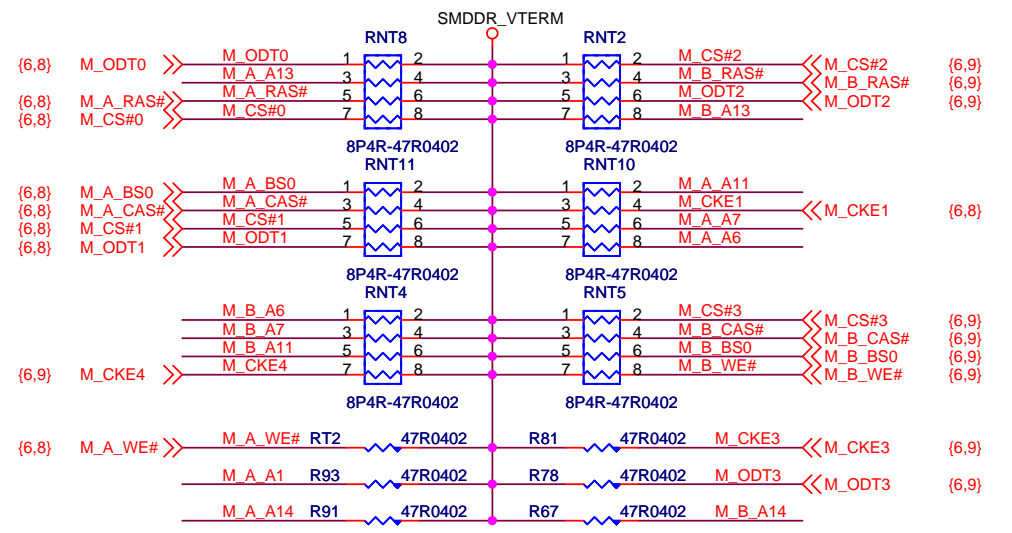 SMDDR_VTERM
RNT8 RNT2
{6,8} M_ODT0 M_ODT0 1 2 1 2 M_CS#2 M_CS#2 {6,9}
M_A_A13 3 4 3 4 M_B_RAS# M_B_RAS# {6,9}
{6,8} M_A_RAS# M_A_RAS# 5 6 5 6 M_ODT2 M_ODT2 {6,9}
{6,8} M_CS#0 M_CS#0 7 8 7 8 M_B_A13
8P4R-47R0402 8P4R-47R0402
RNT11 RNT10
{6,8} M_A_BS0 M_A_BS0 1 2 1 2 M_A_A11
{6,8} M_A_CAS# M_A_CAS# 3 4 3 4 M_CKE1 M_CKE1 {6,8}
{6,8} M_CS#1 M_CS#1 5 6 5 6 M_A_A7
{6,8} M_ODT1 M_ODT1 7 8 7 8 M_A_A6
8P4R-47R0402 8P4R-47R0402
RNT4 RNT5
M_B_A6 1 2 1 2 M_CS#3 M_CS#3 {6,9}
M_B_A7 3 4 3 4 M_B_CAS# M_B_CAS# {6,9}
M_B_A11 5 6 5 6 M_B_BS0 M_B_BS0 {6,9}
{6,9} M_CKE4 M_CKE4 7 8 7 8 M_B_WE# M_B_WE# {6,9}
8P4R-47R0402 8P4R-47R0402
{6,8} M_A_WE# M_A_WE# RT2 47R0402 R81 47R0402 M_CKE3 M_CKE3 {6,9}
M_A_A1 R93 47R0402 R78 47R0402 M_ODT3 M_ODT3 {6,9}
M_A_A14 R91 47R0402 R67 47R0402 M_B_A14